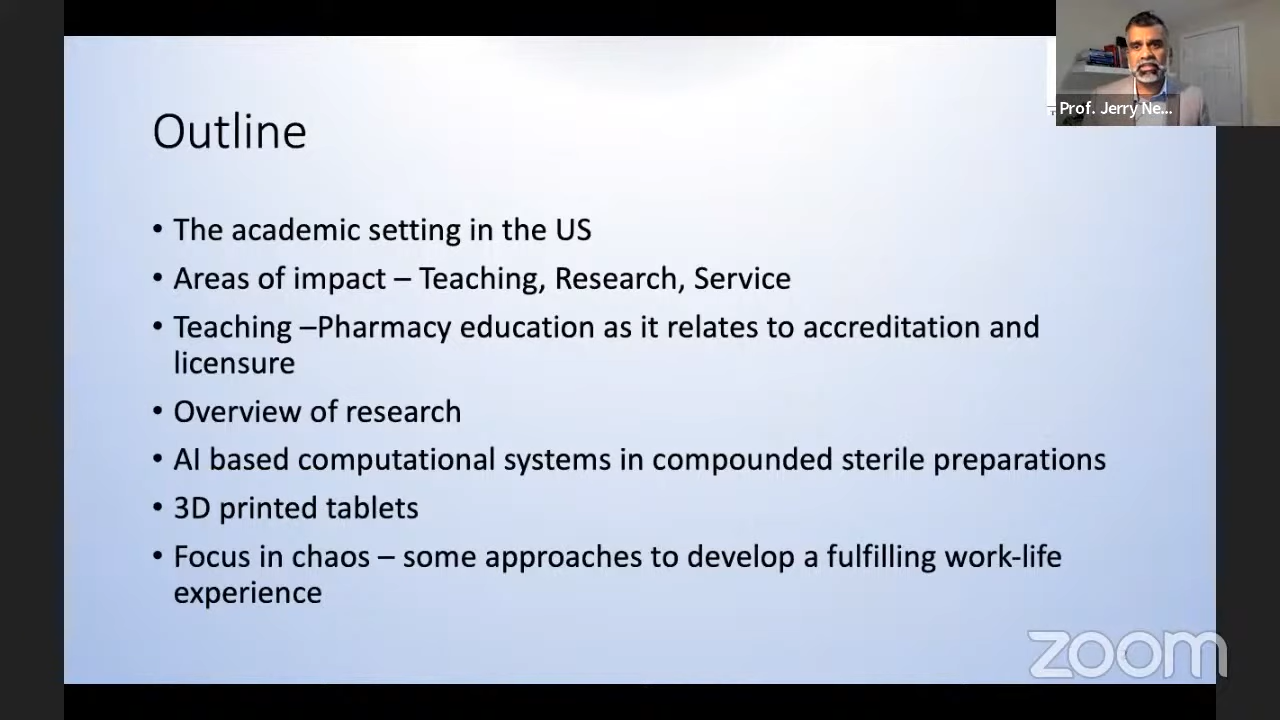 Outline
• The academic setting in the US
• Areas of impact – Teaching, Research, Service
• Teaching –Pharmacy education as it relates to accreditation and
licensure
• Overview of research
• AI based computational systems in compounded sterile preparations
• 3D printed tablets
• Focus in chaos – some approaches to develop a fulfilling work-life
experience
Prof. Jerry Ne...
zoom